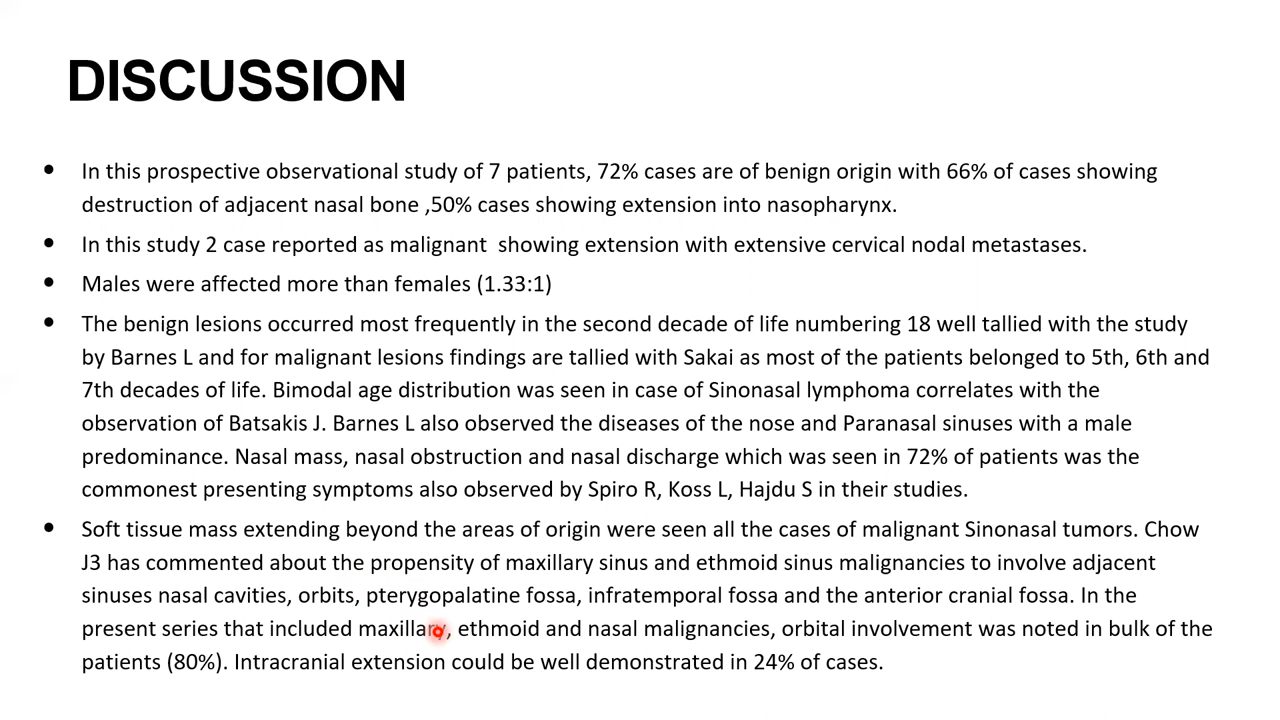 DISCUSSION
• In this prospective observational study of 7 patients, 72% cases are of benign origin with 66% of cases showing
destruction of adjacent nasal bone ,50% cases showing extension into nasopharynx.
• In this study 2 case reported as malignant  showing extension with extensive cervical nodal metastases.
• Males were affected more than females (1.33:1)
• The benign lesions occurred most frequently in the second decade of life numbering 18 well tallied with the study
by Barnes L and for malignant lesions findings are tallied with Sakai as most of the patients belonged to 5th, 6th and
7th decades of life. Bimodal age distribution was seen in case of Sinonasal lymphoma correlates with the
observation of Batsakis J. Barnes L also observed the diseases of the nose and Paranasal sinuses with a male
predominance. Nasal mass, nasal obstruction and nasal discharge which was seen in 72% of patients was the
commonest presenting symptoms also observed by Spiro R, Koss L, Hajdu S in their studies.
• Soft tissue mass extending beyond the areas of origin were seen all the cases of malignant Sinonasal tumors. Chow
J3 has commented about the propensity of maxillary sinus and ethmoid sinus malignancies to involve adjacent
sinuses nasal cavities, orbits, pterygopalatine fossa, infratemporal fossa and the anterior cranial fossa. In the
present series that included maxillary, ethmoid and nasal malignancies, orbital involvement was noted in bulk of the
patients (80%). Intracranial extension could be well demonstrated in 24% of cases.